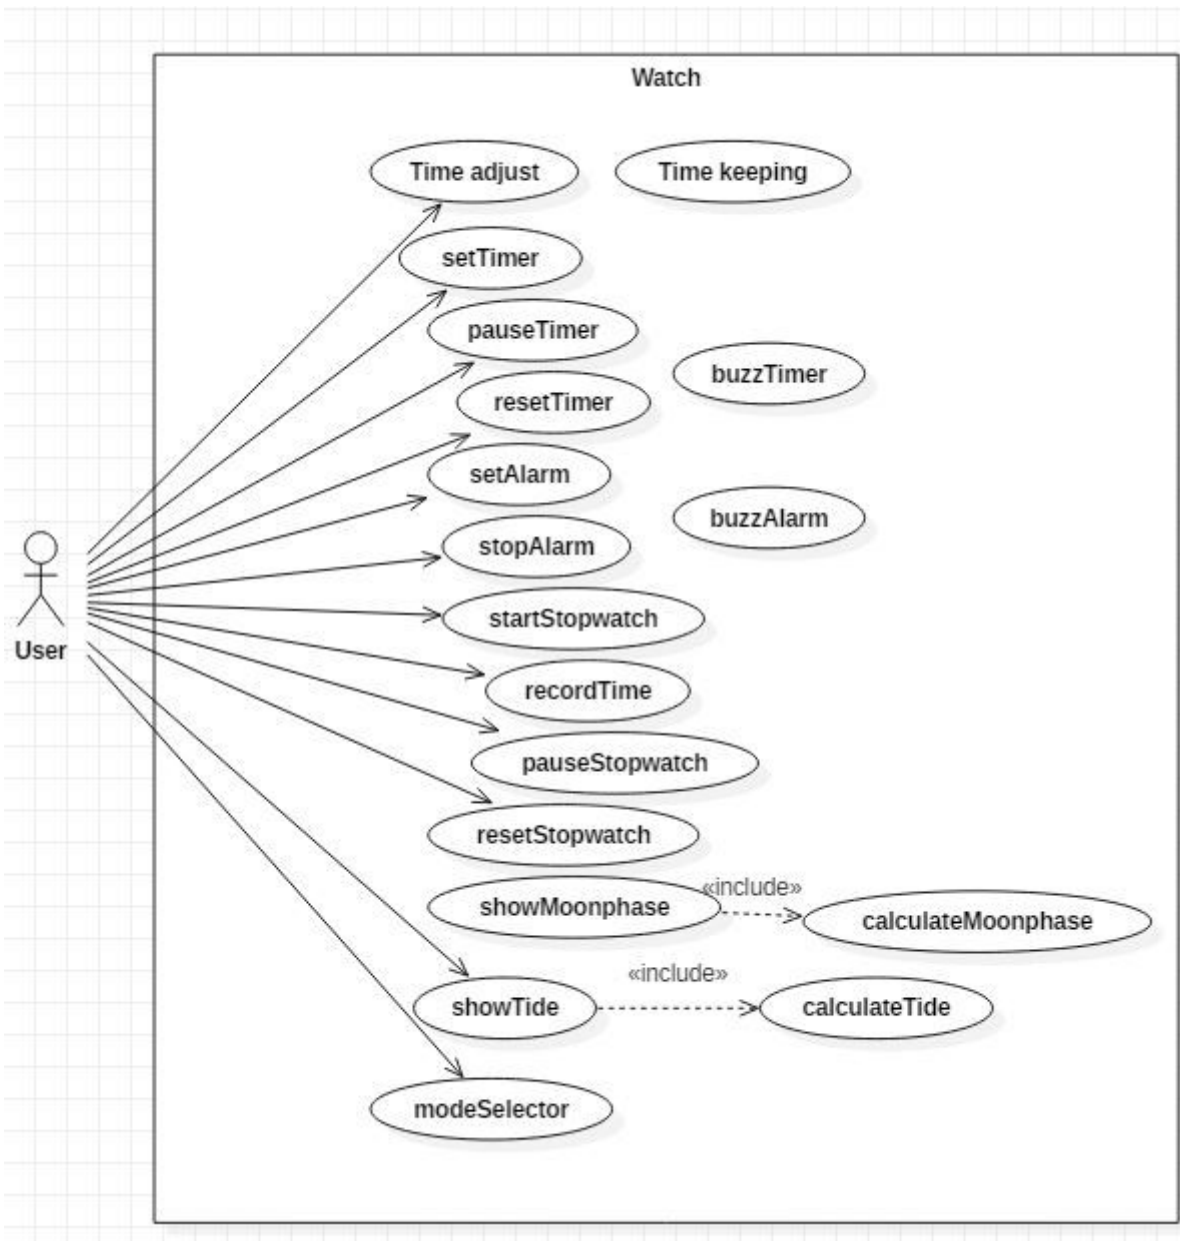 Watch
Time adjust
Time keeping
setTimer
pauseTimer
buzzTimer
resetTimer
setAlarm
buzzAlarm
stopAlarm
startStopwatch
User
recordTime
pauseStopwatch
resetStopwatch
«include»
showMoonphase
calculateMoonphase
«include»
showTide
calculateTide
modeSelector